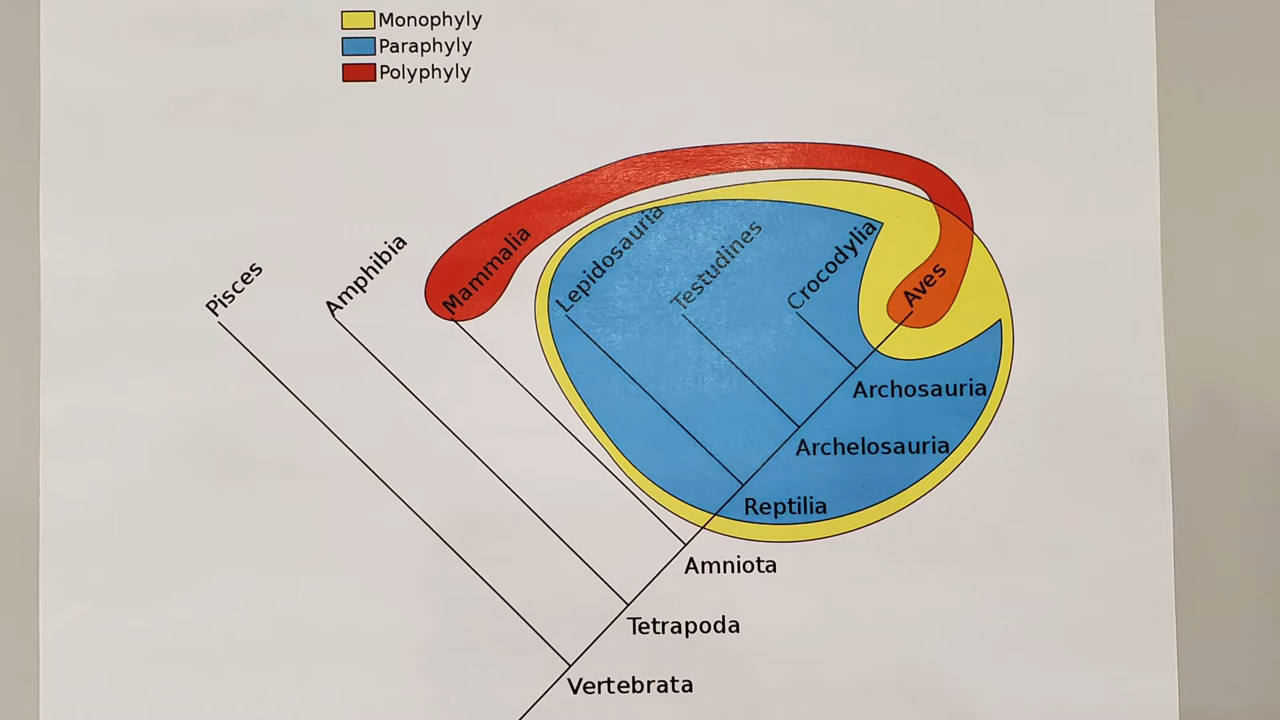 Monophyly
Paraphyly
Polyphyly
Pisces
Amphibia
Mammalia
Lepidosauria
Testudines
Crocodylia
Aves
Archosauria
Archelosauria
Reptilia
Amniota
Tetrapoda
Vertebrata